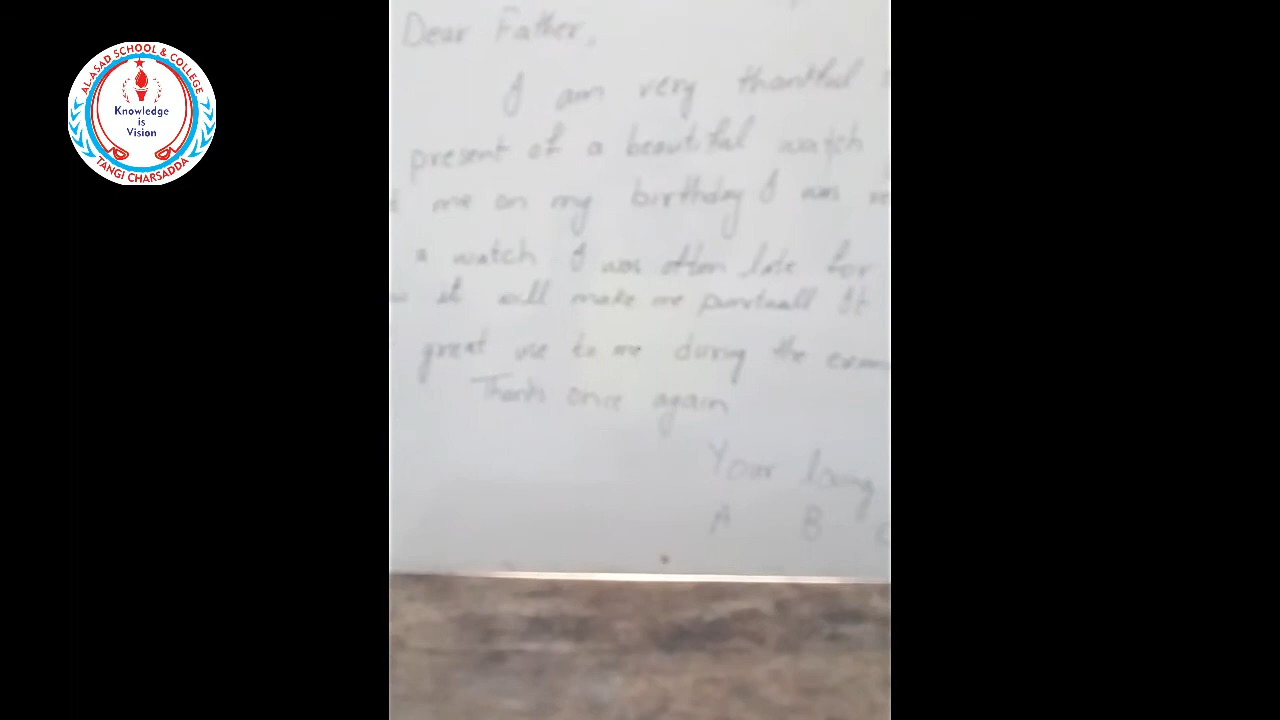 AL-ASAD SCHOOL & COLLEGE
Knowledge
is
Vision
TANGI CHARSADDA
Dear Father,
I am very thankful
present of a beautiful watch
me on my birthday I was
a watch I was often late for
it will make me punctuall It
great use to me during the
Thanks once again
Your loving
A B